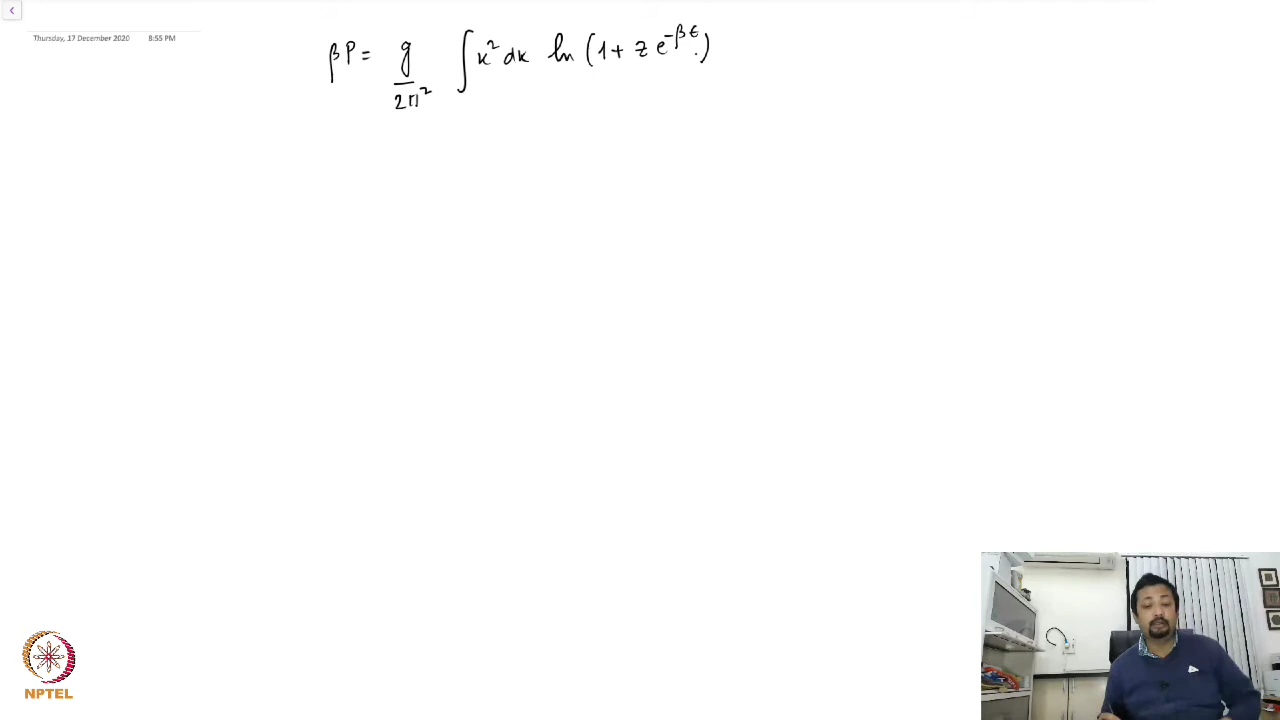 Thursday, 17 December 2020 8:55 PM
βP = g/2π² ∫ k² dk ln (1 + z e^{-βϵ})
NPTEL